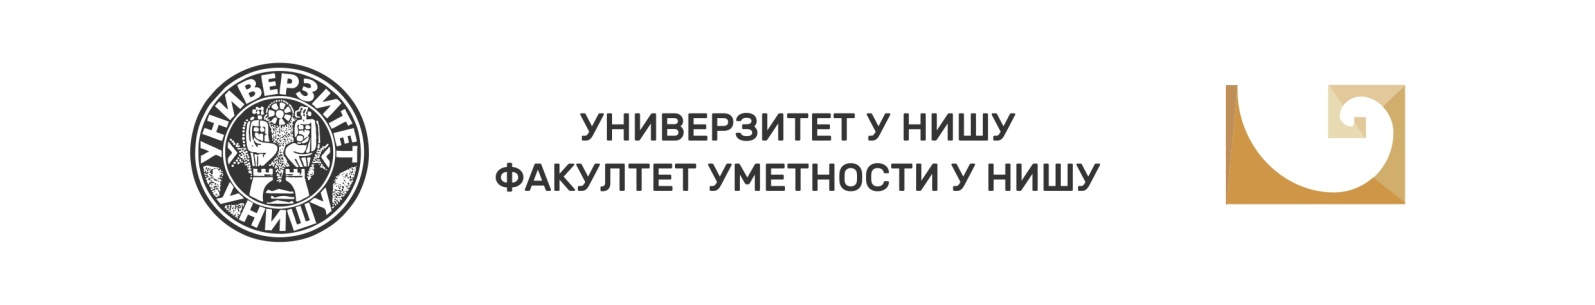 УНИВЕРЗИТЕТ
У НИШУ
УНИВЕРЗИТЕТ У НИШУ
ФАКУЛТЕТ УМЕТНОСТИ У НИШУ